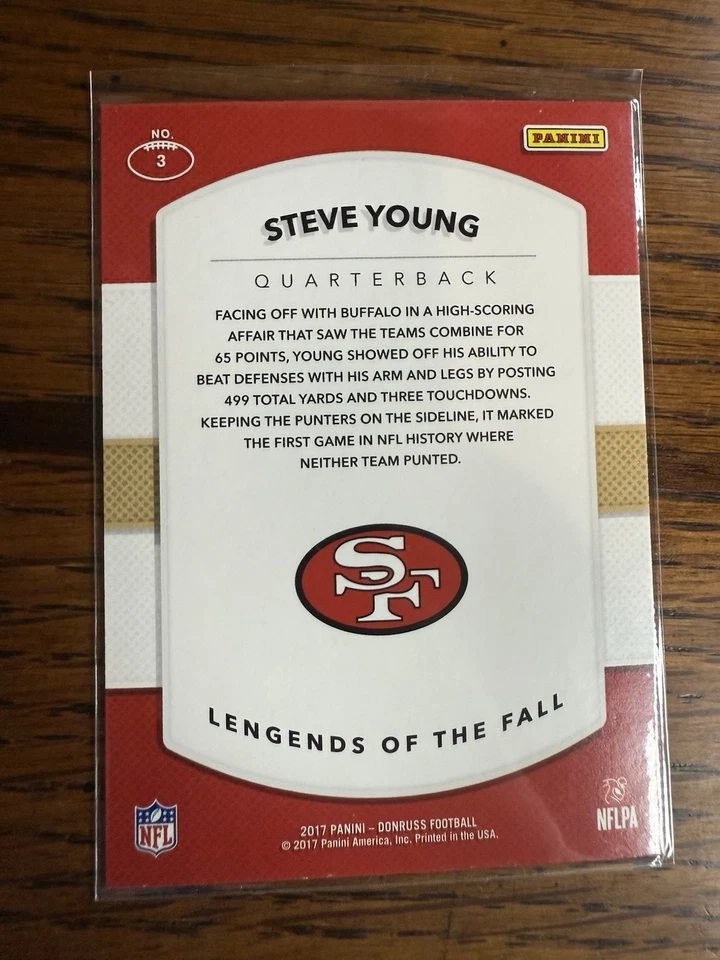 NO.
3
PANINI
STEVE YOUNG
QUARTERBACK
FACING OFF WITH BUFFALO IN A HIGH-SCORING
AFFAIR THAT SAW THE TEAMS COMBINE FOR
65 POINTS, YOUNG SHOWED OFF HIS ABILITY TO
BEAT DEFENSES WITH HIS ARM AND LEGS BY POSTING
499 TOTAL YARDS AND THREE TOUCHDOWNS.
KEEPING THE PUNTERS ON THE SIDELINE, IT MARKED
THE FIRST GAME IN NFL HISTORY WHERE
NEITHER TEAM PUNTED.
SF
LENGENDS OF THE FALL
NFL
2017 PANINI – DONRUSS FOOTBALL
© 2017 Panini America, Inc. Printed in the USA.
NFLPA